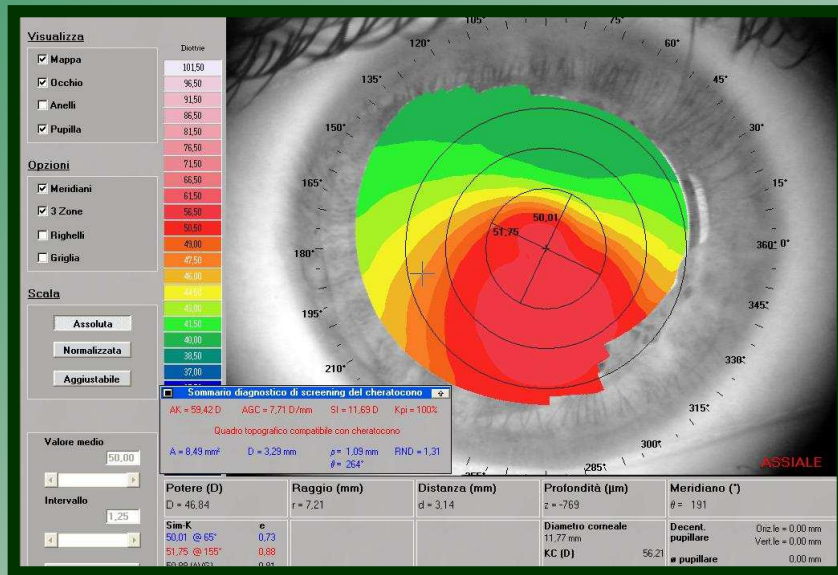 Visualizza
Mappa
Occhio
Anelli
Pupilla
Opzioni
Meridiani
3 Zone
Righelli
Griglia
Scala
Assoluta
Normalizzata
Aggiustabile
Valore medio
50,00
Intervallo
1,25
Diottrie
101,50
96,50
91,50
86,50
81,50
76,50
71,50
66,50
61,50
56,50
50,50
49,00
47,50
46,00
44,50
43,00
41,50
40,00
38,50
37,00
120°
75°
60°
135°
45°
150°
30°
165°
15°
180°
360° 0°
195°
345°
210°
330°
315°
300°
285°
50,01
51,75
ASSIALE
Sommario diagnostico di screening del cheratocono
AK = 59,42 D AGC = 7,71 D/mm SI = 11,69 D Kpi = 100%
Quadro topografico compatibile con cheratocono
A = 8,49 mm² D = 3,29 mm ρ = 1,09 mm RND = 1,31
θ = 264°
Potere (D) Raggio (mm) Distanza (mm) Profondità (µm) Meridiano (°)
D = 46,84 r = 7,21 d = 3,14 z = -769 θ = 191
Sim-K e
50,01 @ 65° 0,73
51,75 @ 155° 0,88
50,88 (AVG) 0,81
Diametro corneale
11,77 mm
KC (D) 56,21
Decent. pupillare
Oriz.le = 0,00 mm
Vert.le = 0,00 mm
ø pupillare 0,00 mm